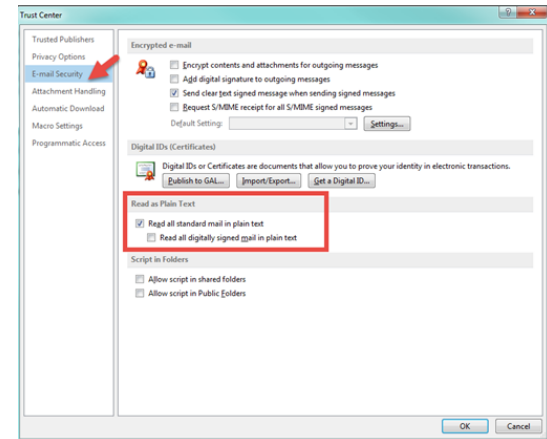 Trust Center
Trusted Publishers
Privacy Options
E-mail Security
Attachment Handling
Automatic Download
Macro Settings
Programmatic Access
Encrypted e-mail
Encrypt contents and attachments for outgoing messages
Add digital signature to outgoing messages
Send clear text signed message when sending signed messages
Request S/MIME receipt for all S/MIME signed messages
Default Setting:
Settings...
Digital IDs (Certificates)
Digital IDs or Certificates are documents that allow you to prove your identity in electronic transactions.
Publish to GAL... Import/Export... Get a Digital ID...
Read as Plain Text
Read all standard mail in plain text
Read all digitally signed mail in plain text
Script in Folders
Allow script in shared folders
Allow script in Public Folders
OK Cancel